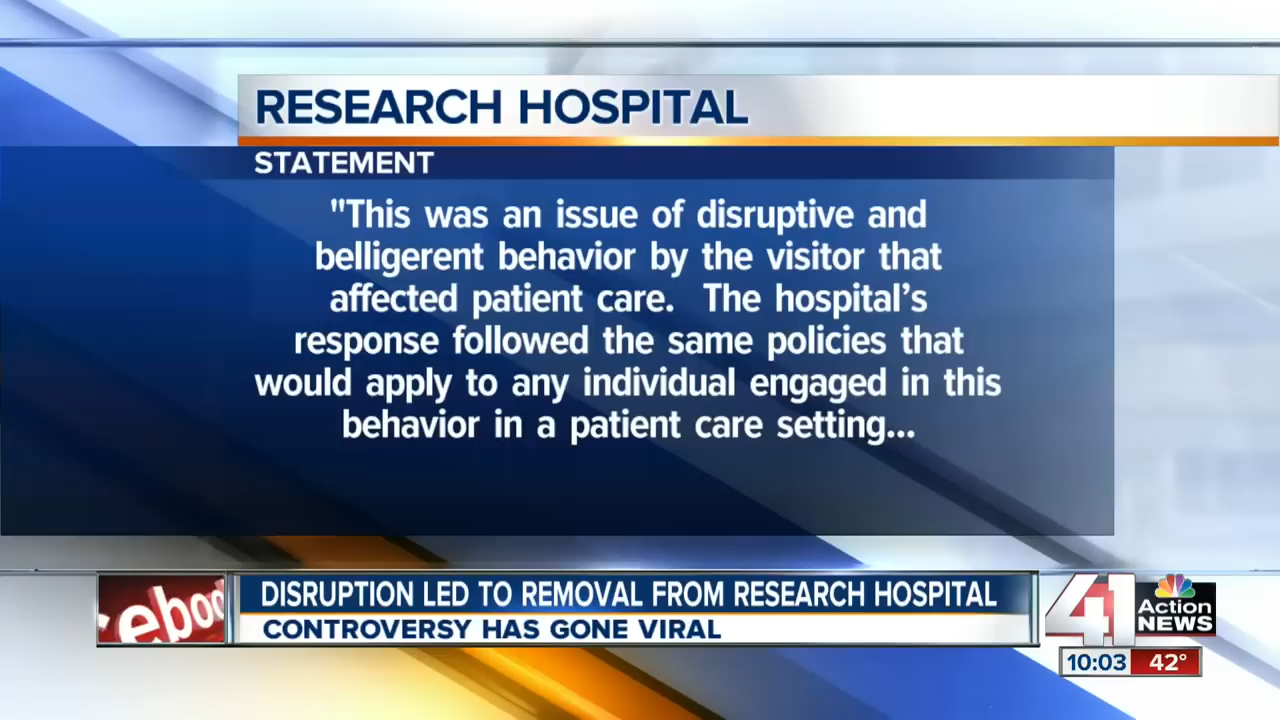 RESEARCH HOSPITAL
STATEMENT
"This was an issue of disruptive and
belligerent behavior by the visitor that
affected patient care.  The hospital's
response followed the same policies that
would apply to any individual engaged in this
behavior in a patient care setting...
DISRUPTION LED TO REMOVAL FROM RESEARCH HOSPITAL
CONTROVERSY HAS GONE VIRAL
41
Action
NEWS
10:03 42°